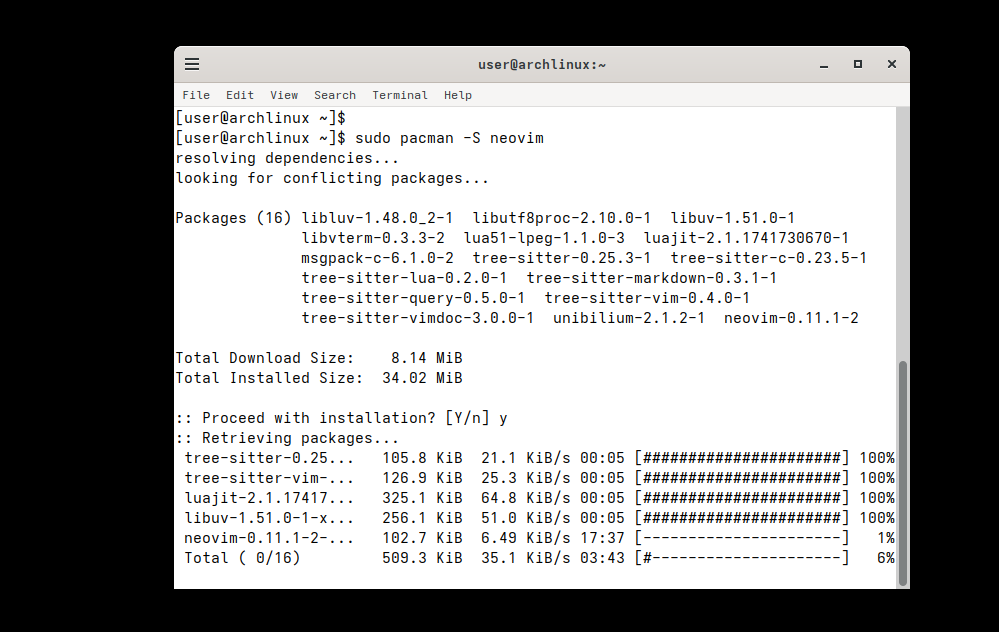 user@archlinux:~
File Edit View Search Terminal Help
[user@archlinux ~]$
[user@archlinux ~]$ sudo pacman -S neovim
resolving dependencies...
looking for conflicting packages...
Packages (16) libluv-1.48.0_2-1  libutf8proc-2.10.0-1  libuv-1.51.0-1
libvterm-0.3.3-2  lua51-lpeg-1.1.0-3  luajit-2.1.1741730670-1
msgpack-c-6.1.0-2  tree-sitter-0.25.3-1  tree-sitter-c-0.23.5-1
tree-sitter-lua-0.2.0-1  tree-sitter-markdown-0.3.1-1
tree-sitter-query-0.5.0-1  tree-sitter-vim-0.4.0-1
tree-sitter-vimdoc-3.0.0-1  unibilium-2.1.2-1  neovim-0.11.1-2
Total Download Size:    8.14 MiB
Total Installed Size:  34.02 MiB
:: Proceed with installation? [Y/n] y
:: Retrieving packages...
tree-sitter-0.25...   105.8 KiB  21.1 KiB/s 00:05 [######################] 100%
tree-sitter-vim-...   126.9 KiB  25.3 KiB/s 00:05 [######################] 100%
luajit-2.1.17417...   325.1 KiB  64.8 KiB/s 00:05 [######################] 100%
libuv-1.51.0-1-x...   256.1 KiB  51.0 KiB/s 00:05 [######################] 100%
neovim-0.11.1-2-...   102.7 KiB  6.49 KiB/s 17:37 [----------------------]   1%
Total ( 0/16)         509.3 KiB  35.1 KiB/s 03:43 [#---------------------]   6%